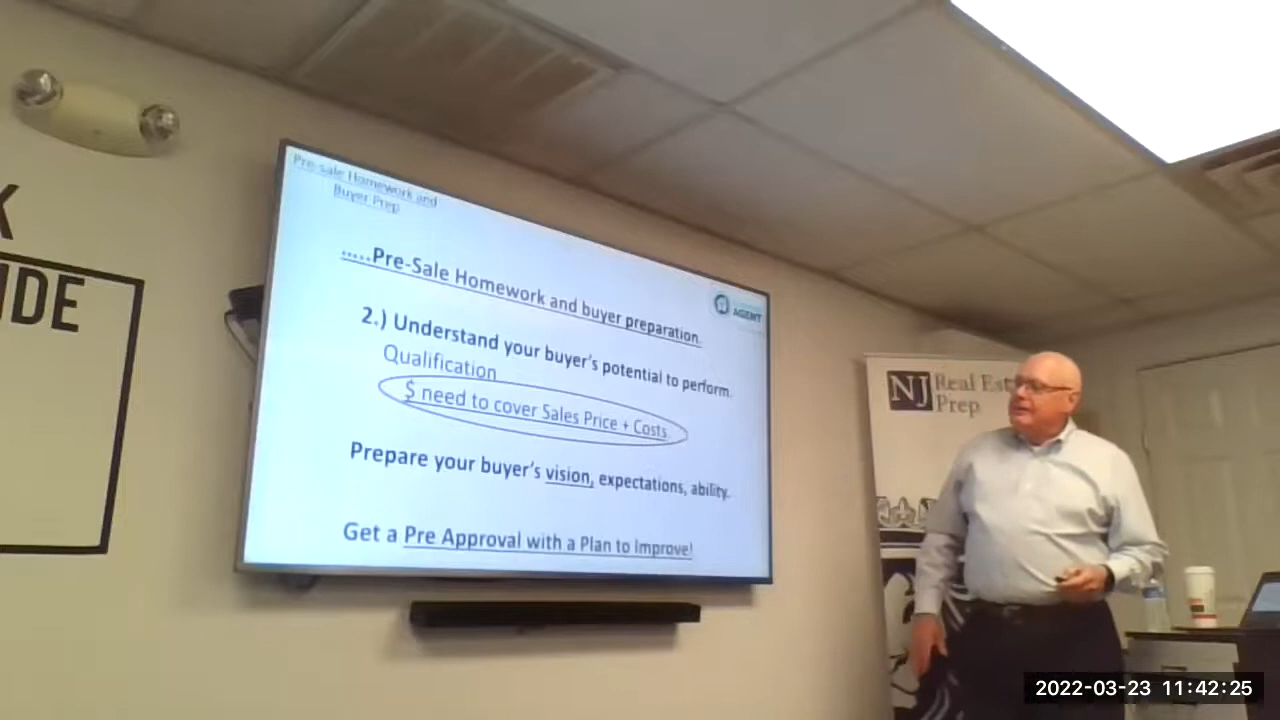 K
IDE
Pre-sale Homework and
Buyer Prep
.....Pre-Sale Homework and buyer preparation.
AGENT
2.) Understand your buyer's potential to perform.
Qualification
$ need to cover Sales Price + Costs
Prepare your buyer's vision, expectations, ability.
Get a Pre Approval with a Plan to Improve!
NJ Real Est
Prep
2022-03-23 11:42:25